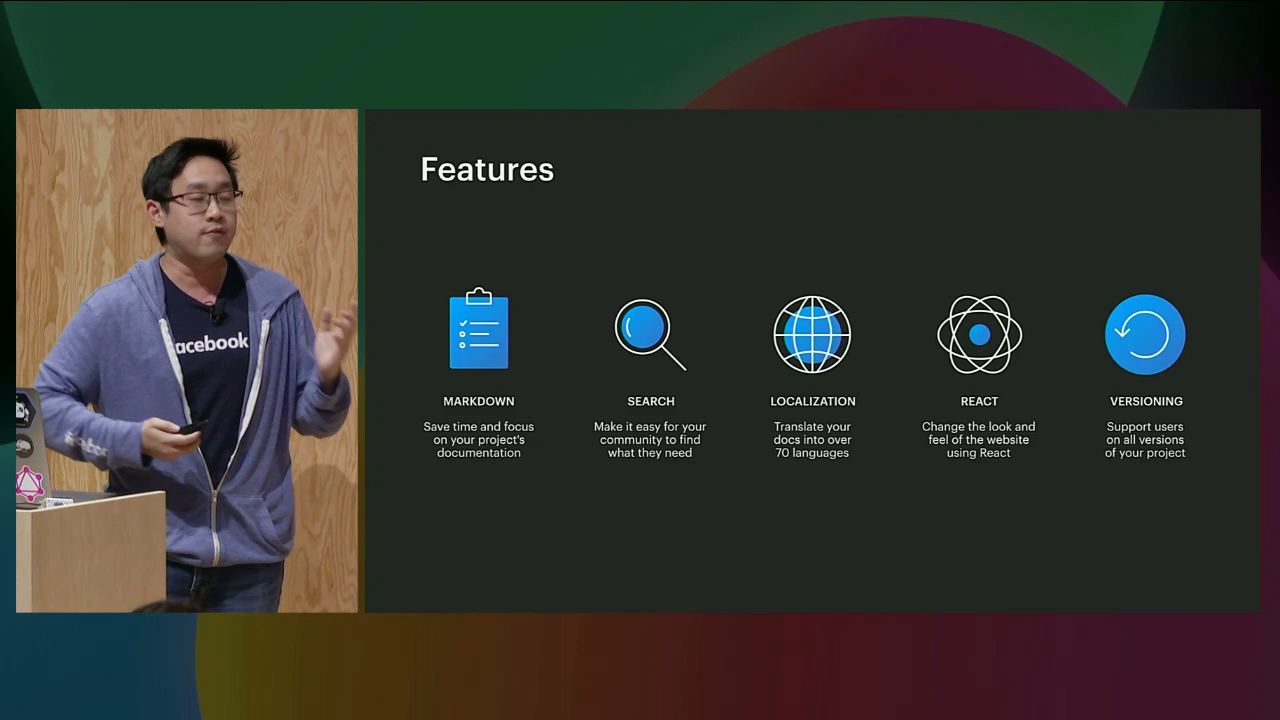 Features
acebook
MARKDOWN
Save time and focus
on your project's
documentation
SEARCH
Make it easy for your
community to find
what they need
LOCALIZATION
Translate your
docs into over
70 languages
REACT
Change the look and
feel of the website
using React
VERSIONING
Support users
on all versions
of your project